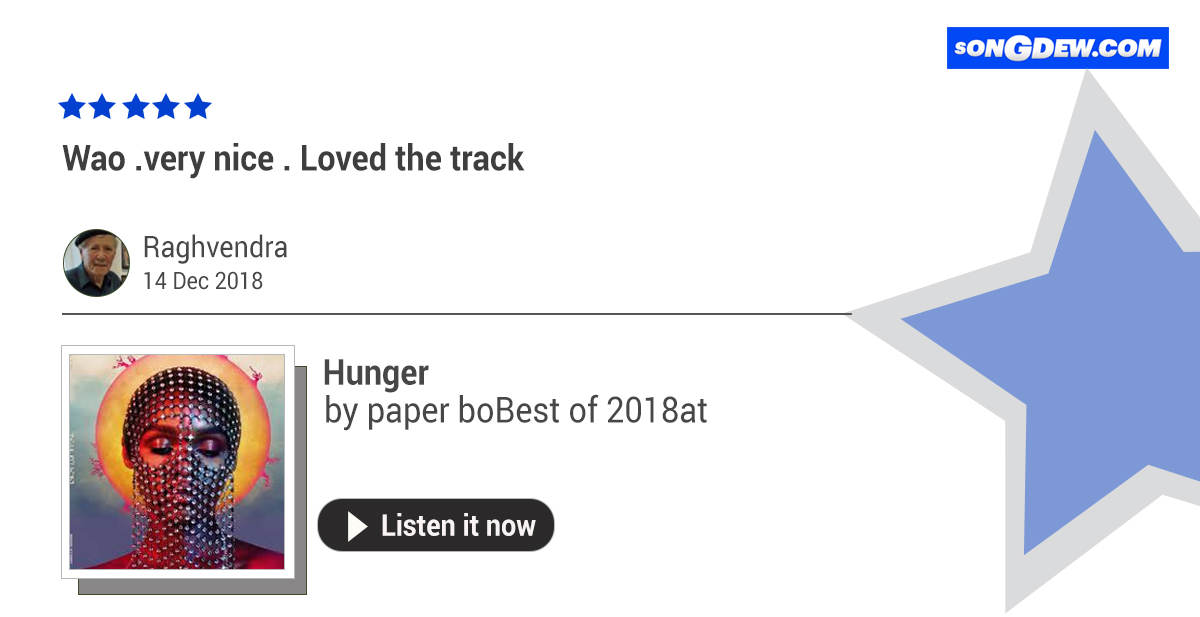 sonGDEW.COM
Wao .very nice . Loved the track
Raghvendra
14 Dec 2018
Hunger
by paper boBest of 2018at
Listen it now